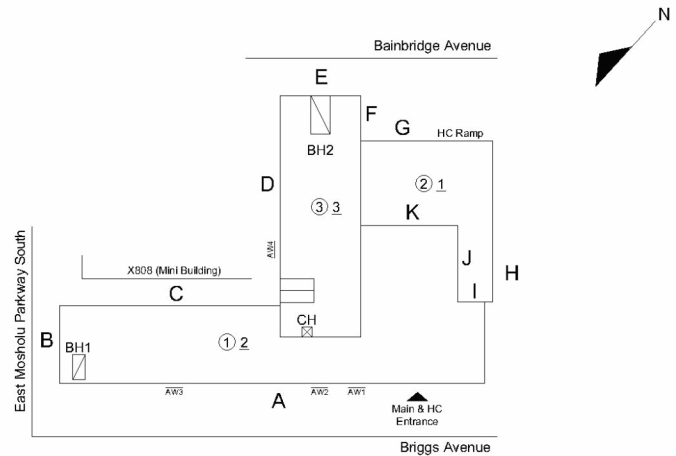 N
Bainbridge Avenue
E
F
G
HC Ramp
BH2
D
2 1
3 3
K
AW4
J
East Mosholu Parkway South
X808 (Mini Building)
H
C
I
CH
B
BH1
1 2
AW3
A
AW2
AW1
Main & HC
Entrance
Briggs Avenue